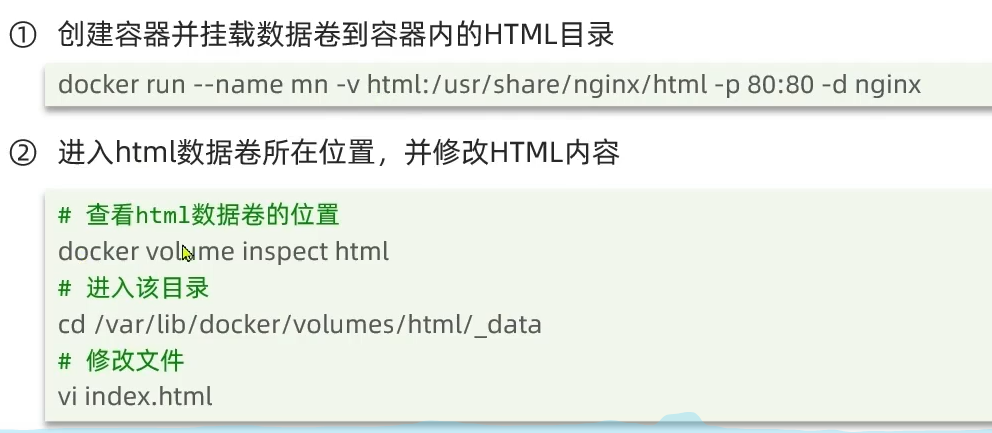 ① 创建容器并挂载数据卷到容器内的HTML目录
docker run --name mn -v html:/usr/share/nginx/html -p 80:80 -d nginx
② 进入html数据卷所在位置，并修改HTML内容
# 查看html数据卷的位置
docker volume inspect html
# 进入该目录
cd /var/lib/docker/volumes/html/_data
# 修改文件
vi index.html